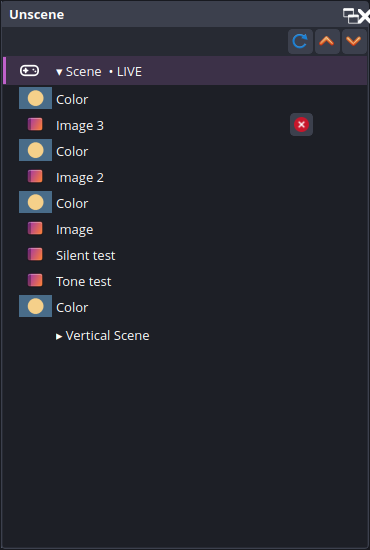 Unscene
▾ Scene • LIVE
Color
Image 3
Color
Image 2
Color
Image
Silent test
Tone test
Color
▸ Vertical Scene